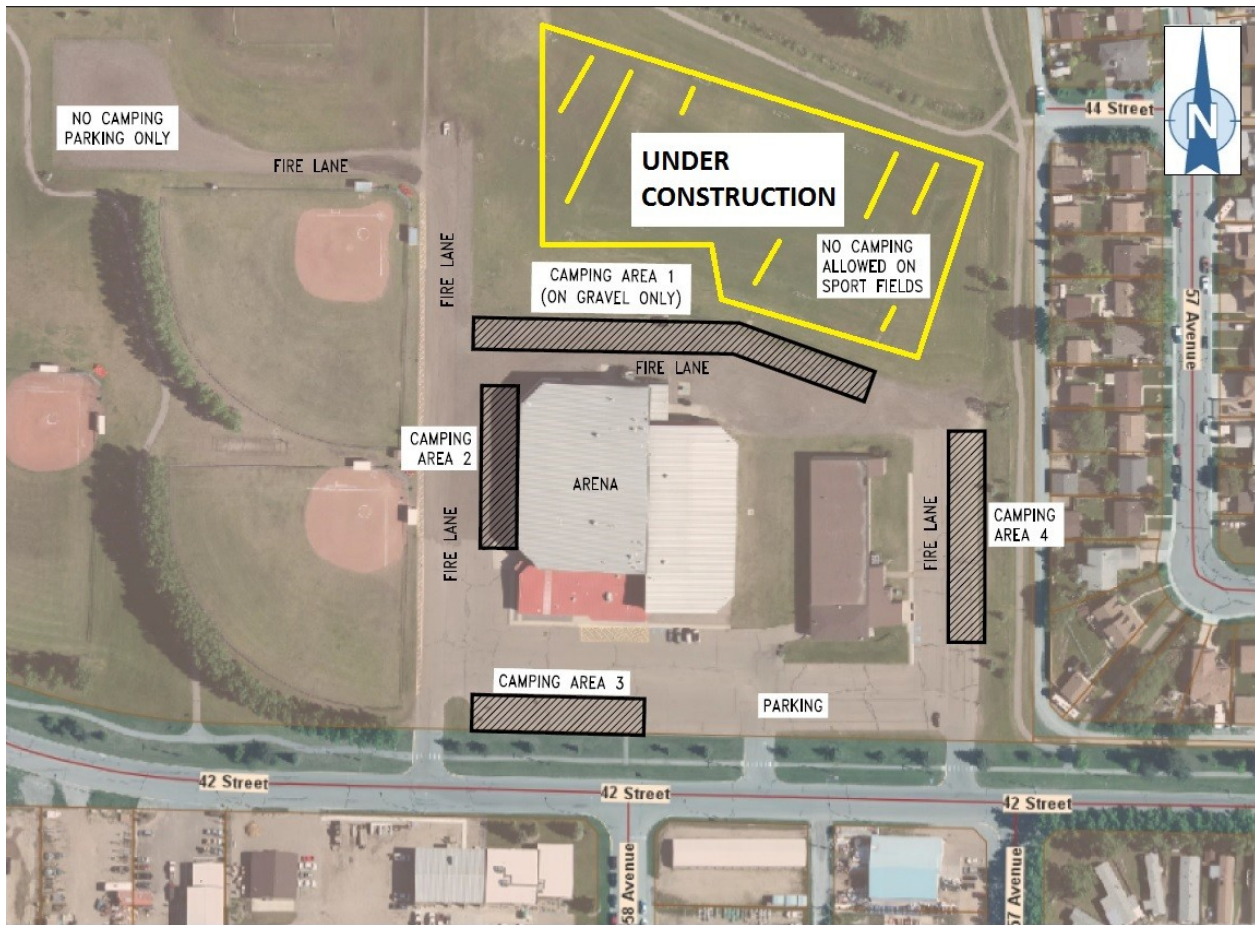 N
44 Street
NO CAMPING
PARKING ONLY
FIRE LANE
UNDER
CONSTRUCTION
FIRE LANE
NO CAMPING
ALLOWED ON
SPORT FIELDS
CAMPING AREA 1
(ON GRAVEL ONLY)
57 Avenue
FIRE LANE
CAMPING
AREA 2
ARENA
FIRE LANE
FIRE LANE
CAMPING
AREA 4
CAMPING AREA 3
PARKING
42 Street
42 Street
42 Street
58 Avenue
57 Avenue